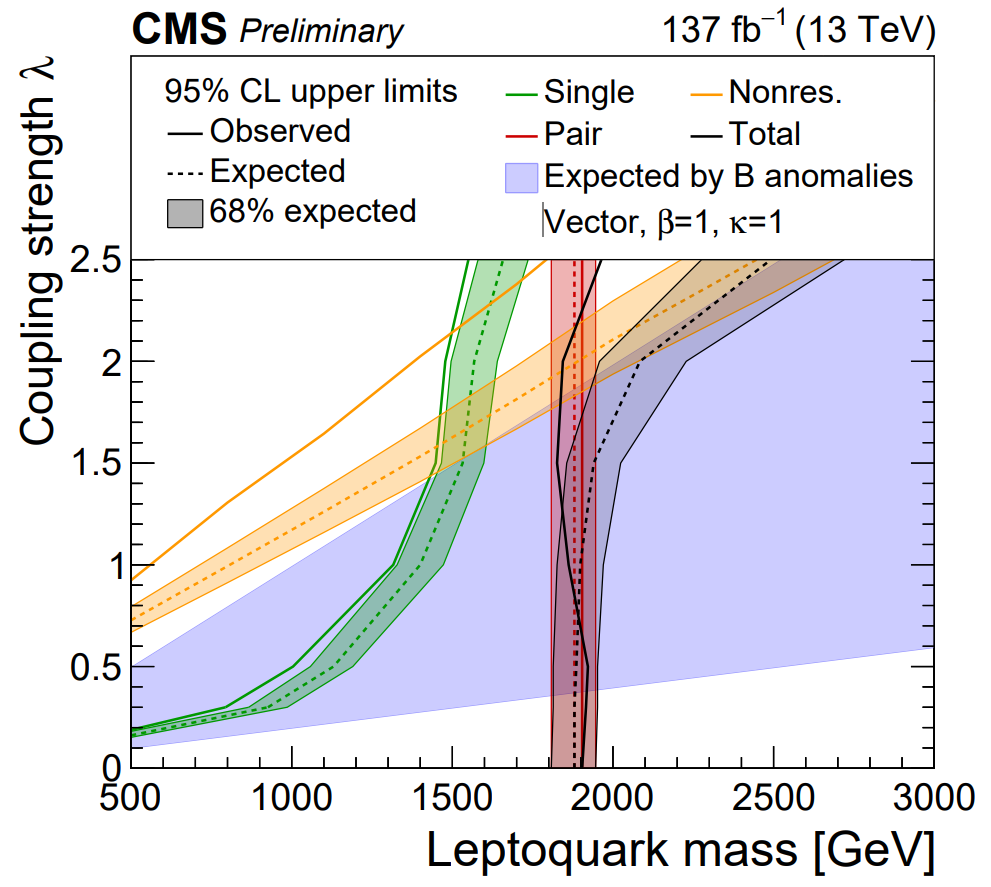 CMS Preliminary 137 fb⁻¹ (13 TeV)
95% CL upper limits
Observed
Expected
68% expected
Single
Nonres.
Pair
Total
Expected by B anomalies
Vector, β=1, κ=1
Coupling strength λ
2.5
2
1.5
1
0.5
0
500 1000 1500 2000 2500 3000
Leptoquark mass [GeV]